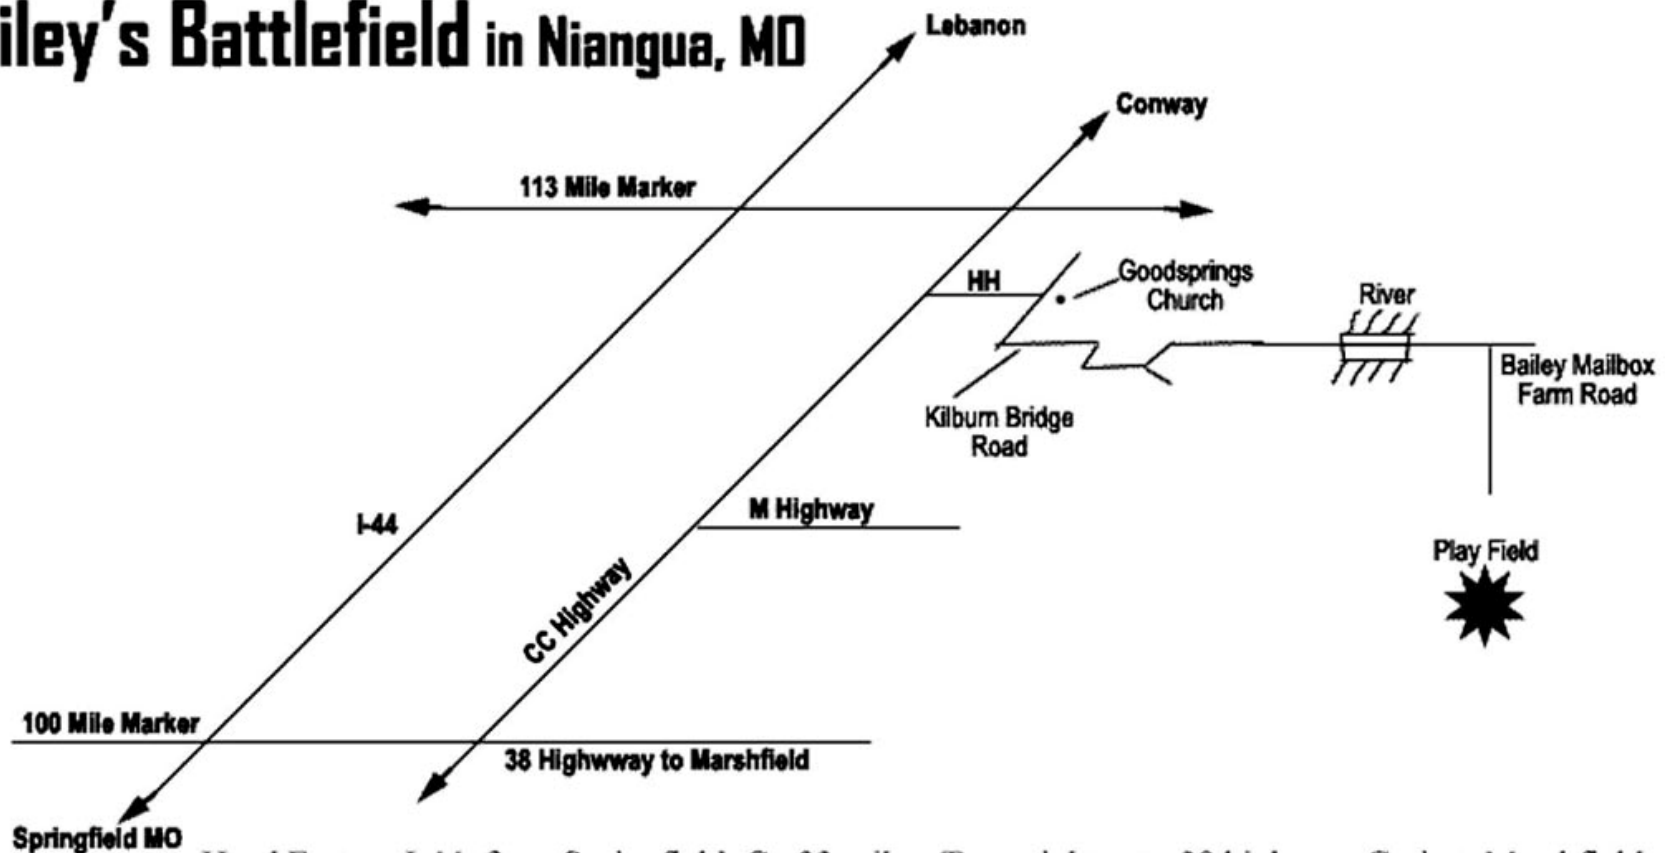 iley's Battlefield in Niangua, MO
Lebanon
Conway
113 Mile Marker
HH
Goodsprings
Church
River
Bailey Mailbox
Farm Road
Kilburn Bridge
Road
I-44
M Highway
Play Field
CC Highway
100 Mile Marker
38 Highwway to Marshfield
Springfield MO